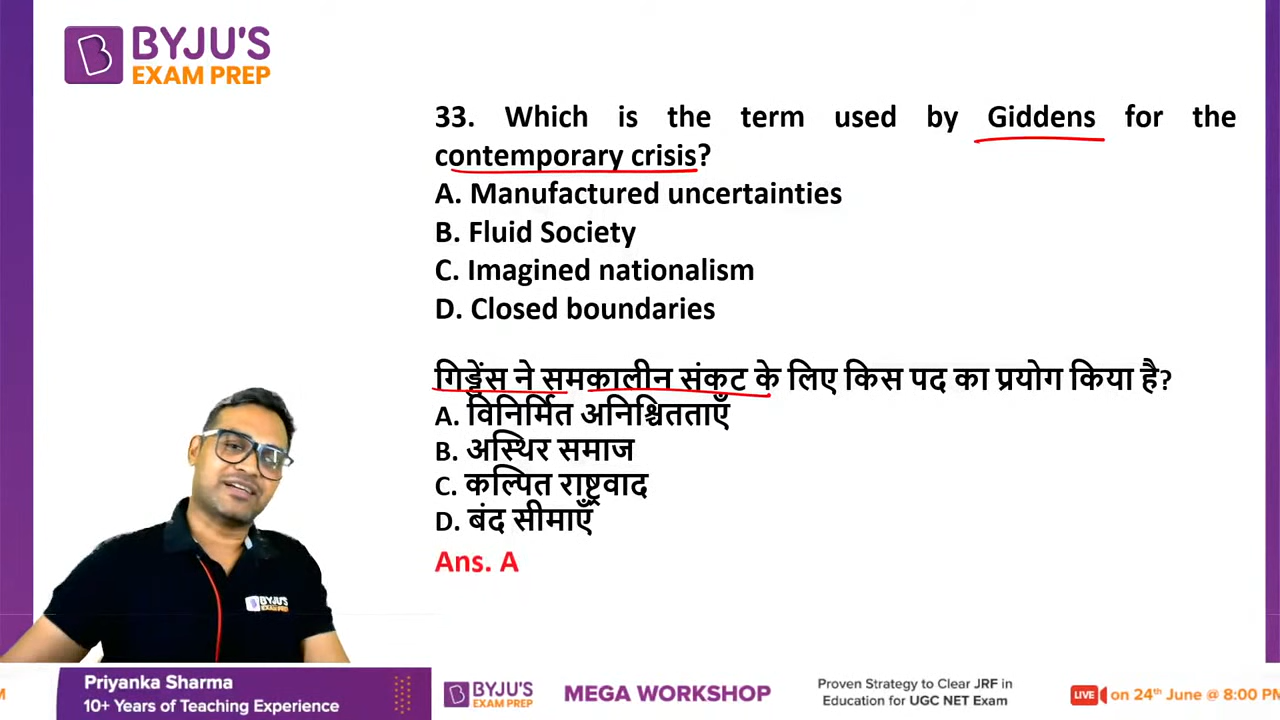 BYJU'S
EXAM PREP
33. Which is the term used by Giddens for the
contemporary crisis?
A. Manufactured uncertainties
B. Fluid Society
C. Imagined nationalism
D. Closed boundaries
गिड्डेंस ने समकालीन संकट के लिए किस पद का प्रयोग किया है?
A. विनिर्मित अनिश्चितताएँ
B. अस्थिर समाज
C. कल्पित राष्ट्रवाद
D. बंद सीमाएँ
Ans. A
BYJU'S
EXAM PREP
M
Priyanka Sharma
10+ Years of Teaching Experience
BYJU'S
EXAM PREP
MEGA WORKSHOP
Proven Strategy to Clear JRF in
Education for UGC NET Exam
LIVE on 24th June @ 8:00 PM